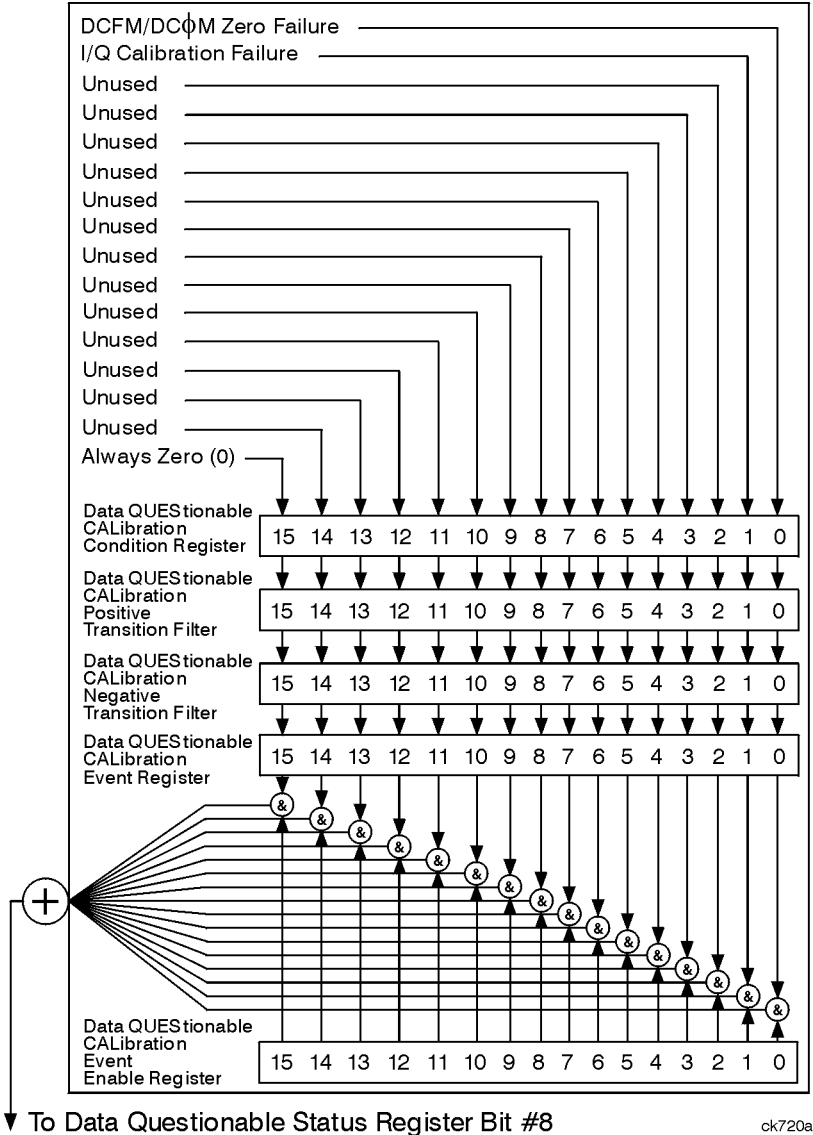 DCFM/DCϕM Zero Failure
I/Q Calibration Failure
Unused
Unused
Unused
Unused
Unused
Unused
Unused
Unused
Unused
Unused
Unused
Unused
Unused
Always Zero (0)
Data QUEStionable
CALibration
Condition Register
15 14 13 12 11 10 9 8 7 6 5 4 3 2 1 0
Data QUEStionable
CALibration
Positive
Transition Filter
15 14 13 12 11 10 9 8 7 6 5 4 3 2 1 0
Data QUEStionable
CALibration
Negative
Transition Filter
15 14 13 12 11 10 9 8 7 6 5 4 3 2 1 0
Data QUEStionable
CALibration
Event Register
15 14 13 12 11 10 9 8 7 6 5 4 3 2 1 0
& & & & & & & & & & & & & & & &
+
Data QUEStionable
CALibration
Event
Enable Register
15 14 13 12 11 10 9 8 7 6 5 4 3 2 1 0
To Data Questionable Status Register Bit #8
ck720a